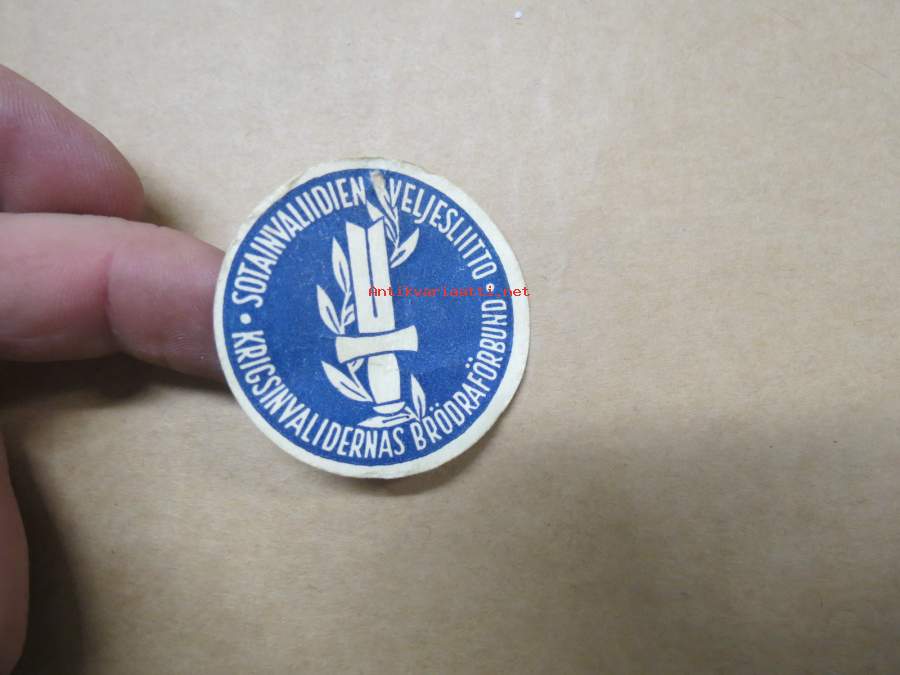 SOTAINVALIIDIEN VELJESLIITTO
• KRIGSINVALIDERNAS BRÖDRAFÖRBUND •
Antikvariaatti.net